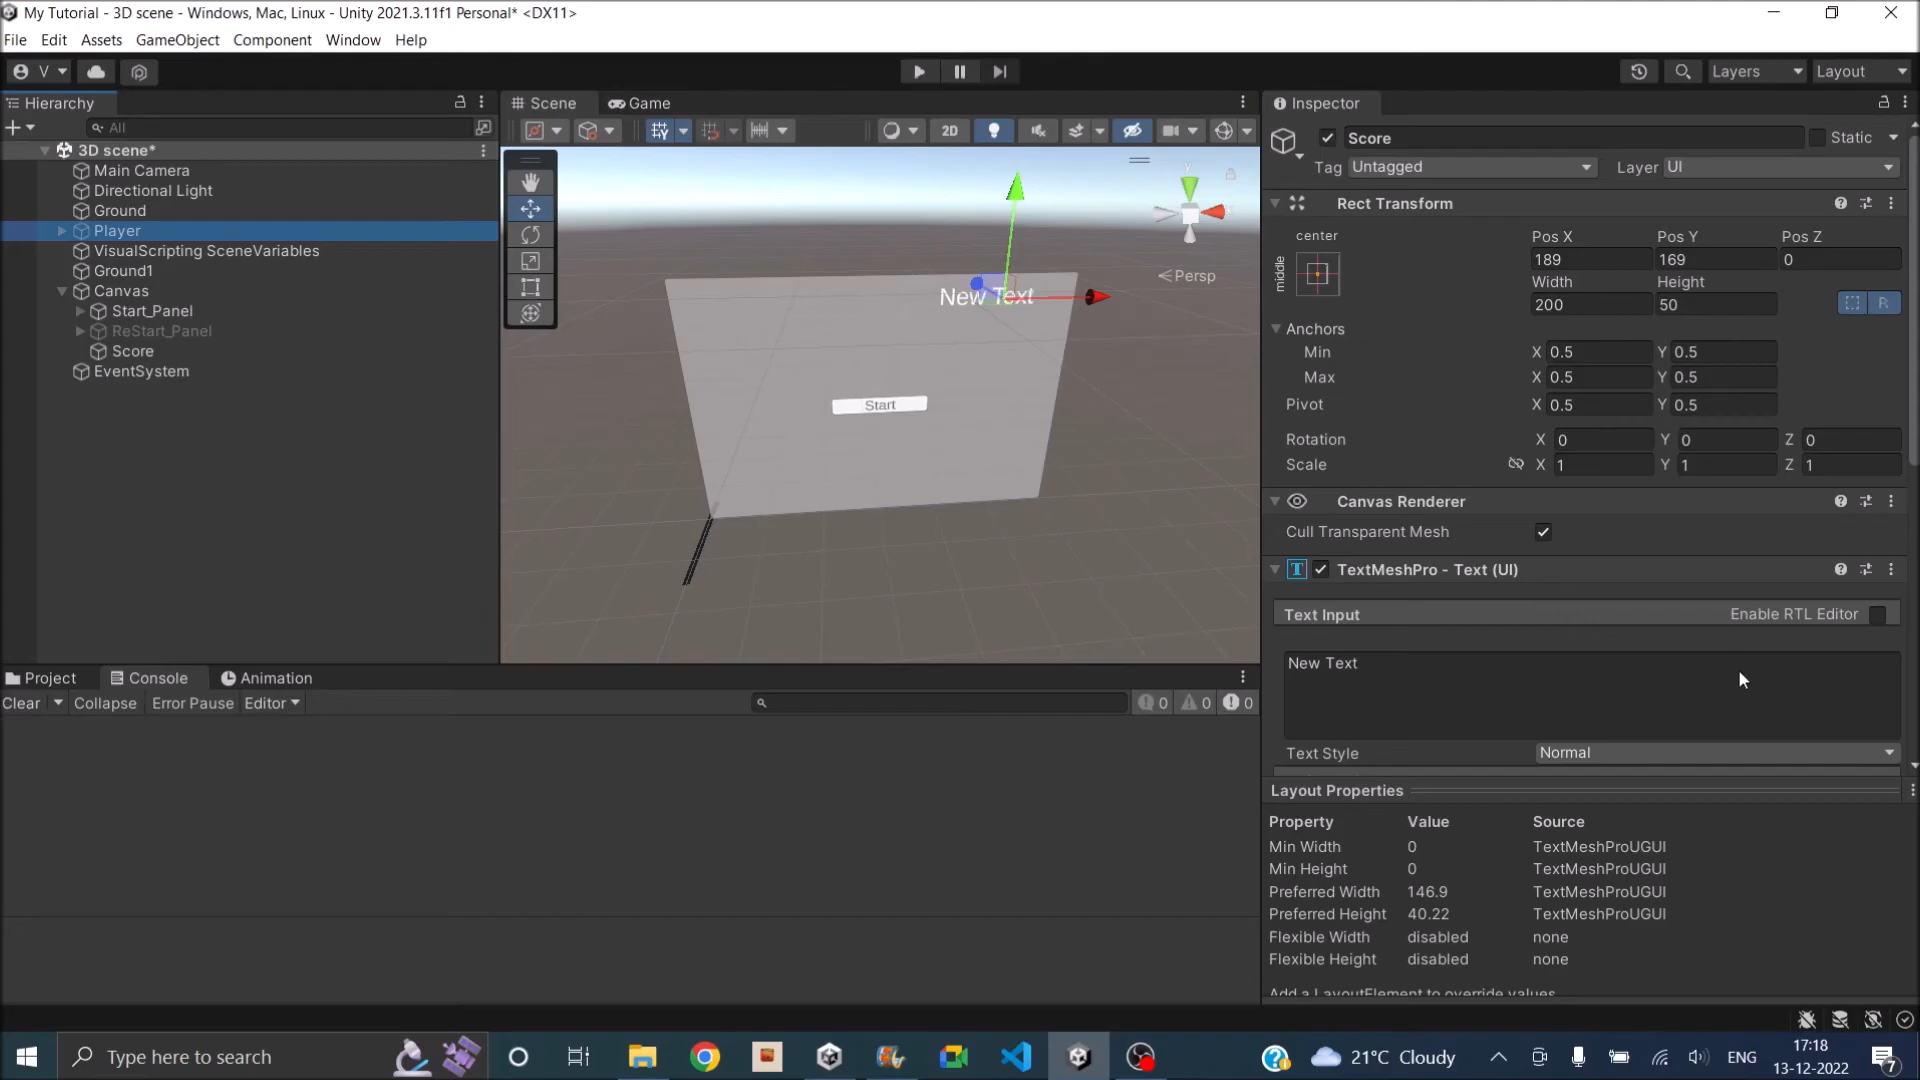 My Tutorial - 3D scene - Windows, Mac, Linux - Unity 2021.3.11f1 Personal* <DX11>
File Edit Assets GameObject Component Window Help
V
Layers Layout
Hierarchy
All
3D scene*
Main Camera
Directional Light
Ground
Player
VisualScripting SceneVariables
Ground1
Canvas
Start_Panel
ReStart_Panel
Score
EventSystem
Scene Game
2D
Persp
New Text
Start
Inspector
Score Static
Tag Untagged Layer UI
Rect Transform
center
middle
Pos X Pos Y Pos Z
189 169 0
Width Height
200 50 R
Anchors
Min X 0.5 Y 0.5
Max X 0.5 Y 0.5
Pivot X 0.5 Y 0.5
Rotation X 0 Y 0 Z 0
Scale X 1 Y 1 Z 1
Canvas Renderer
Cull Transparent Mesh
TextMeshPro - Text (UI)
Text Input Enable RTL Editor
New Text
Text Style Normal
Layout Properties
Property Value Source
Min Width 0 TextMeshProUGUI
Min Height 0 TextMeshProUGUI
Preferred Width 146.9 TextMeshProUGUI
Preferred Height 40.22 TextMeshProUGUI
Flexible Width disabled none
Flexible Height disabled none
Add a LayoutElement to override values
Project Console Animation
Clear Collapse Error Pause Editor
0 0 0
Type here to search
21°C Cloudy
ENG
17:18
13-12-2022
7